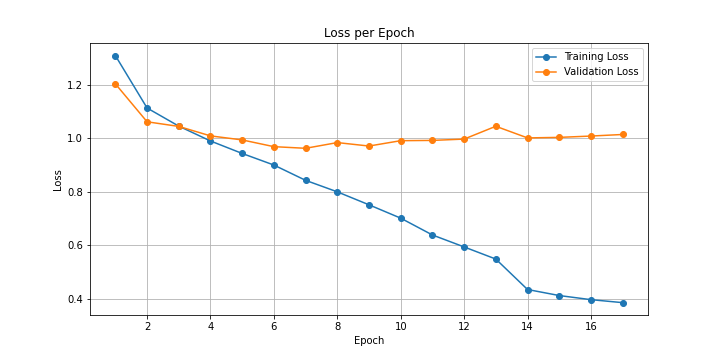 Loss per Epoch
Training Loss
Validation Loss
1.2
1.0
0.8
0.6
0.4
Loss
2 4 6 8 10 12 14 16
Epoch